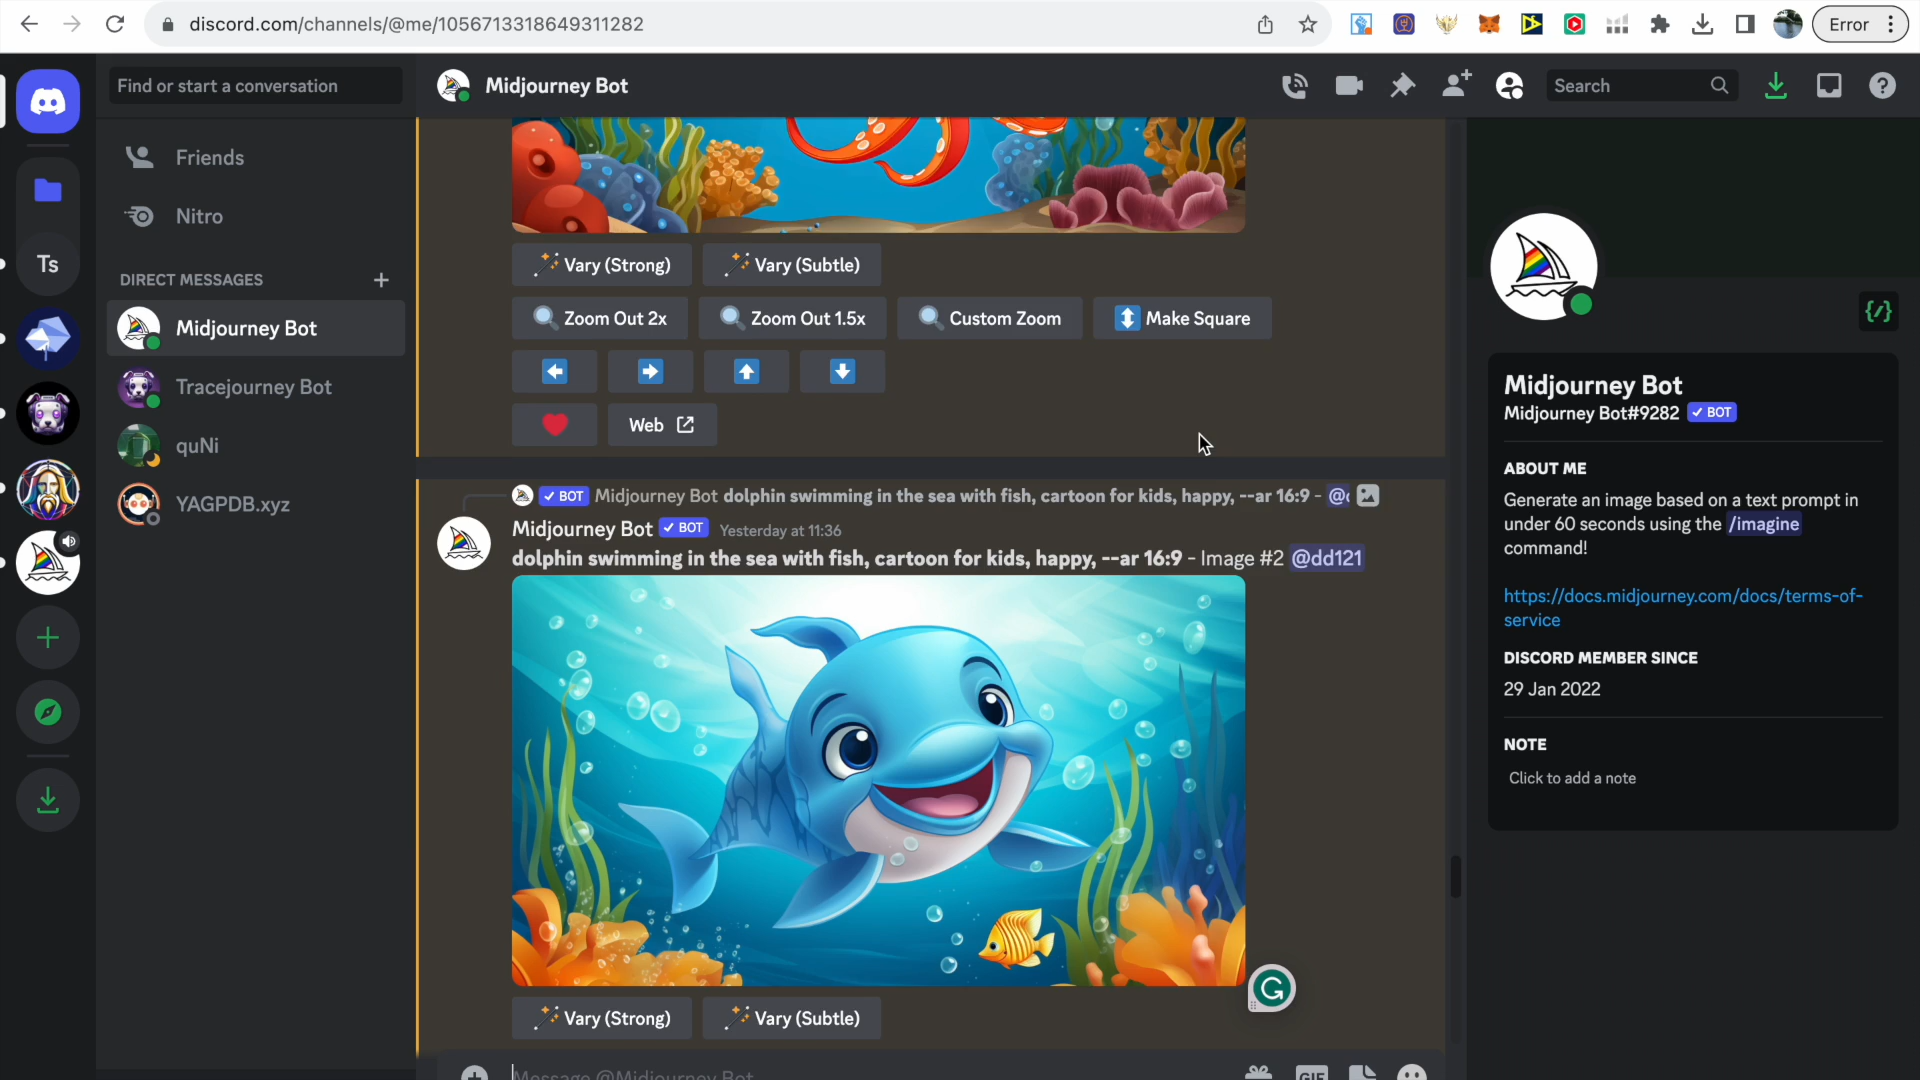 discord.com/channels/@me/1056713318649311282
Error
Find or start a conversation
Midjourney Bot
Search
Friends
Nitro
Ts
DIRECT MESSAGES
Midjourney Bot
Tracejourney Bot
quNi
YAGPDB.xyz
Vary (Strong)
Vary (Subtle)
Zoom Out 2x
Zoom Out 1.5x
Custom Zoom
Make Square
Web
BOT Midjourney Bot dolphin swimming in the sea with fish, cartoon for kids, happy, --ar 16:9 -
Midjourney Bot BOT Yesterday at 11:36
dolphin swimming in the sea with fish, cartoon for kids, happy, --ar 16:9 - Image #2 @dd121
Vary (Strong)
Vary (Subtle)
Message @Midjourney Bot
GIF
Midjourney Bot
Midjourney Bot#9282 BOT
ABOUT ME
Generate an image based on a text prompt in
under 60 seconds using the /imagine
command!
https://docs.midjourney.com/docs/terms-of-
service
DISCORD MEMBER SINCE
29 Jan 2022
NOTE
Click to add a note